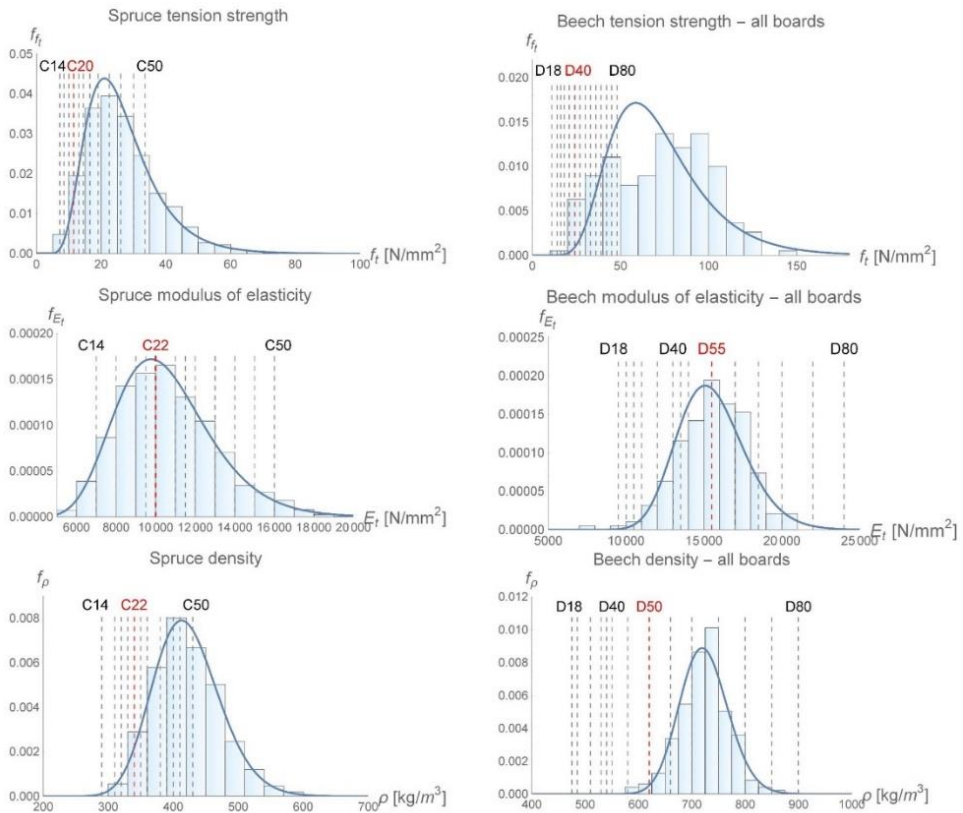 Spruce tension strength
f_{f_t}
0.05
C14 C20 C50
0.04
0.03
0.02
0.01
0.00
0 20 40 60 80 100
f_t [N/mm²]
Beech tension strength – all boards
f_{f_t}
0.020
D18 D40 D80
0.015
0.010
0.005
0.000
0 50 100 150
f_t [N/mm²]
Spruce modulus of elasticity
f_{E_t}
0.00020
C14 C22 C50
0.00015
0.00010
0.00005
0.00000
6000 8000 10000 12000 14000 16000 18000 20000
E_t [N/mm²]
Beech modulus of elasticity – all boards
f_{E_t}
0.00025
D18 D40 D55 D80
0.00020
0.00015
0.00010
0.00005
0.00000
5000 10000 15000 20000 25000
E_t [N/mm²]
Spruce density
f_ρ
C14 C22 C50
0.008
0.006
0.004
0.002
0.000
200 300 400 500 600 700
ρ [kg/m³]
Beech density – all boards
f_ρ
0.012
D18 D40 D50 D80
0.010
0.008
0.006
0.004
0.002
0.000
400 500 600 700 800 900 1000
ρ [kg/m³]